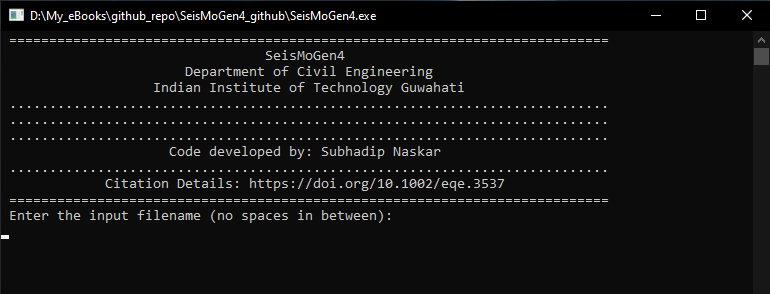 D:\My_eBooks\github_repo\SeisMoGen4_github\SeisMoGen4.exe
===========================================================================
SeisMoGen4
Department of Civil Engineering
Indian Institute of Technology Guwahati
...........................................................................
...........................................................................
...........................................................................
Code developed by: Subhadip Naskar
...........................................................................
Citation Details: https://doi.org/10.1002/eqe.3537
===========================================================================
Enter the input filename (no spaces in between):